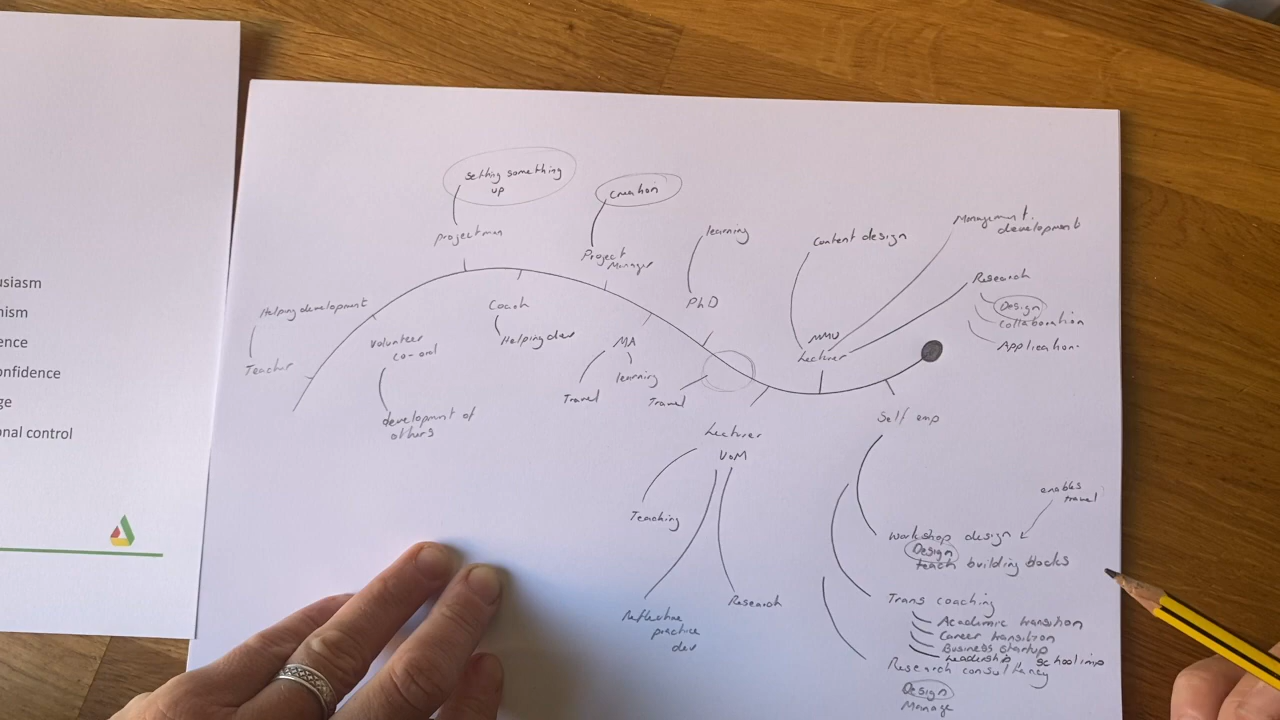 usiasm
ism
ence
onfidence
ge
nal control
Setting something
up
projectman
creation
Project
Manager
learning
PhD
Content design
Management
development
Research
Design
collaboration
Application
Helping development
Teacher
volunteer
co-ord
development of
others
Coach
Helping dev
MA
learning
Travel
Travel
MMU
Lecturer
Lecturer
UoM
Teaching
Reflective
practice
dev
Research
Self emp
enables
travel
workshop design
Design
teach building blocks
Trans coaching
Academic transition
Career transition
Business startup
Leadership school imp
Research consultancy
Design
Manage